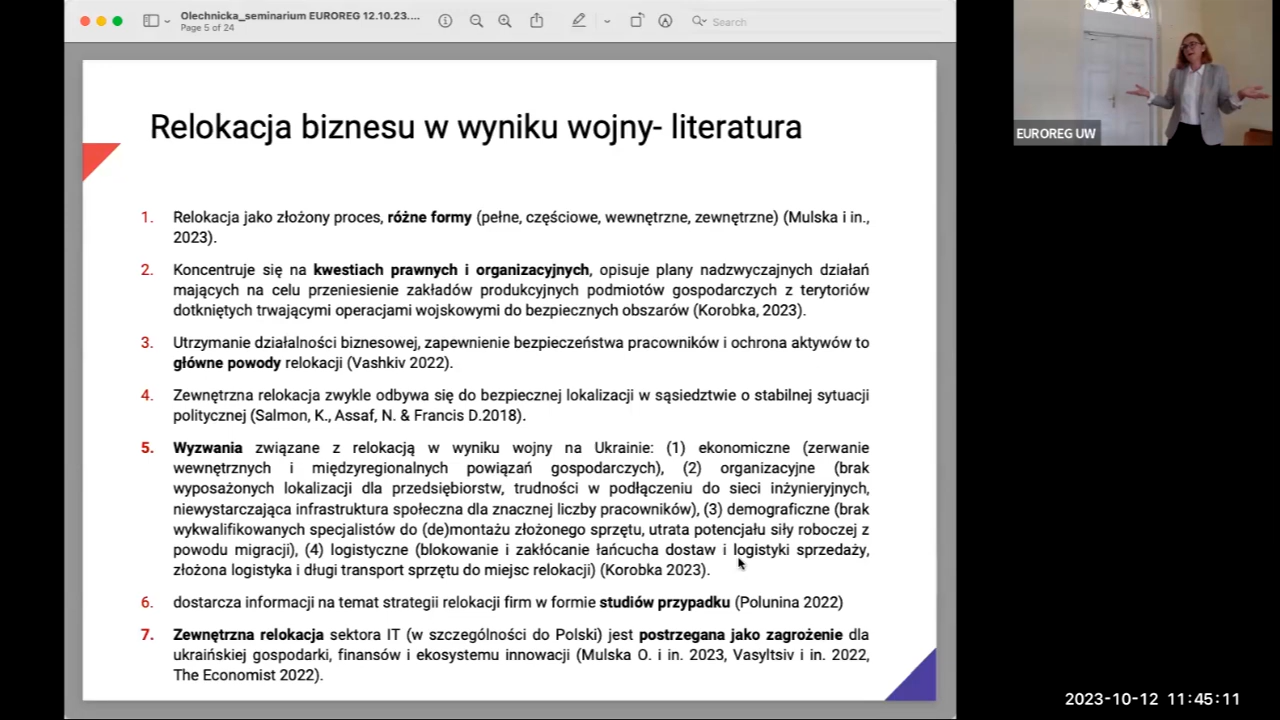 Olechnicka_seminarium EUROREG 12.10.23....
Page 5 of 24
Search
Relokacja biznesu w wyniku wojny- literatura
1. Relokacja jako złożony proces, różne formy (pełne, częściowe, wewnętrzne, zewnętrzne) (Mulska i in.,
2023).
2. Koncentruje się na kwestiach prawnych i organizacyjnych, opisuje plany nadzwyczajnych działań
mających na celu przeniesienie zakładów produkcyjnych podmiotów gospodarczych z terytoriów
dotkniętych trwającymi operacjami wojskowymi do bezpiecznych obszarów (Korobka, 2023).
3. Utrzymanie działalności biznesowej, zapewnienie bezpieczeństwa pracowników i ochrona aktywów to
główne powody relokacji (Vashkiv 2022).
4. Zewnętrzna relokacja zwykle odbywa się do bezpiecznej lokalizacji w sąsiedztwie o stabilnej sytuacji
politycznej (Salmon, K., Assaf, N. & Francis D.2018).
5. Wyzwania związane z relokacją w wyniku wojny na Ukrainie: (1) ekonomiczne (zerwanie
wewnętrznych i międzyregionalnych powiązań gospodarczych), (2) organizacyjne (brak
wyposażonych lokalizacji dla przedsiębiorstw, trudności w podłączeniu do sieci inżynieryjnych,
niewystarczająca infrastruktura społeczna dla znacznej liczby pracowników), (3) demograficzne (brak
wykwalifikowanych specjalistów do (de)montażu złożonego sprzętu, utrata potencjału siły roboczej z
powodu migracji), (4) logistyczne (blokowanie i zakłócanie łańcucha dostaw i logistyki sprzedaży,
złożona logistyka i długi transport sprzętu do miejsc relokacji) (Korobka 2023).
6. dostarcza informacji na temat strategii relokacji firm w formie studiów przypadku (Polunina 2022)
7. Zewnętrzna relokacja sektora IT (w szczególności do Polski) jest postrzegana jako zagrożenie dla
ukraińskiej gospodarki, finansów i ekosystemu innowacji (Mulska O. i in. 2023, Vasyltsiv i in. 2022,
The Economist 2022).
EUROREG UW
2023-10-12 11:45:11